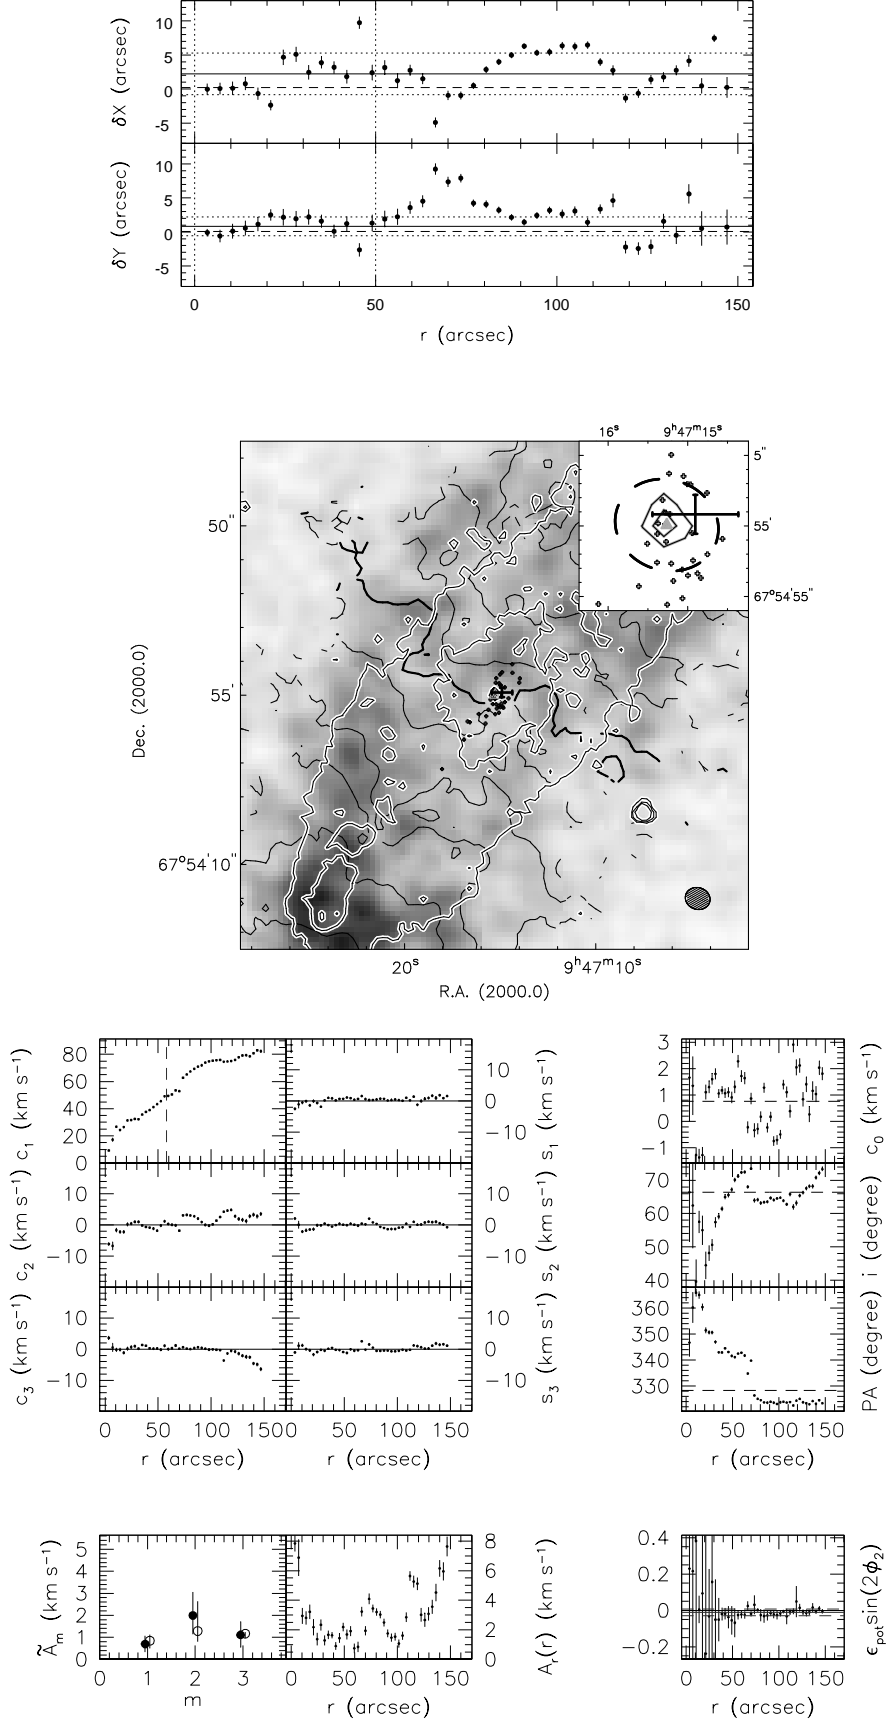 δX (arcsec)
10
5
0
−5
δY (arcsec)
10
5
0
−5
0 50 100 150
r (arcsec)
16ˢ 9ʰ47ᵐ15ˢ
5"
55'
67°54'55"
50"
55'
67°54'10"
Dec. (2000.0)
20ˢ 9ʰ47ᵐ10ˢ
R.A. (2000.0)
c₁ (km s⁻¹)
80
60
40
20
0
10
0
−10
s₁ (km s⁻¹)
3
2
1
0
−1
c₀ (km s⁻¹)
c₂ (km s⁻¹)
10
0
−10
s₂ (km s⁻¹)
70
60
50
40
i (degree)
c₃ (km s⁻¹)
10
0
−10
10
0
−10
s₃ (km s⁻¹)
360
350
340
330
PA (degree)
0 50 100 150 0 50 100 150
r (arcsec) r (arcsec)
0 50 100 150
r (arcsec)
Ãₘ (km s⁻¹)
5
4
3
2
1
0
1 2 3
m
8
6
4
2
0
Aᵣ(r) (km s⁻¹)
0 50 100 150
r (arcsec)
0.4
0.2
0
−0.2
ϵpot sin(2ϕ₂)
0 50 100 150
r (arcsec)